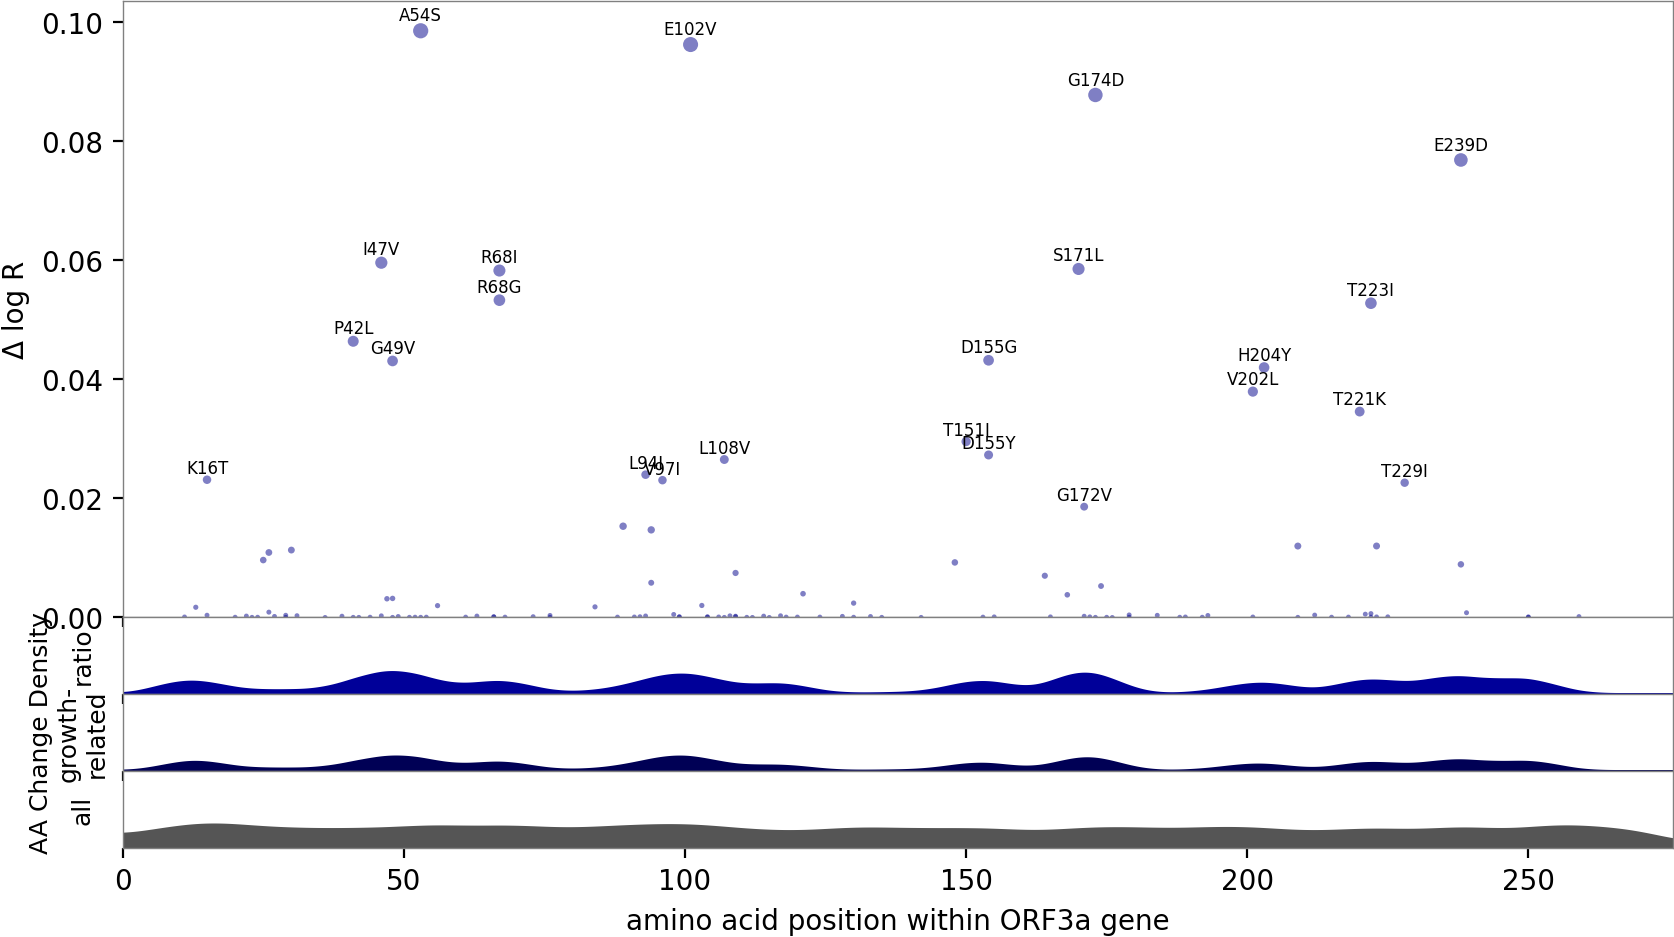 A54S
0.10
E102V
G174D
0.08
E239D
I47V
R68I
S171L
0.06
R68G
T223I
Δ log R
P42L
G49V
D155G
H204Y
0.04
V202L
T221K
T151I
D155Y
L108V
L94I
V97I
K16T
T229I
0.02
G172V
0.00
AA Change Density
ratio
growth-
related
all
0
50
100
150
200
250
amino acid position within ORF3a gene